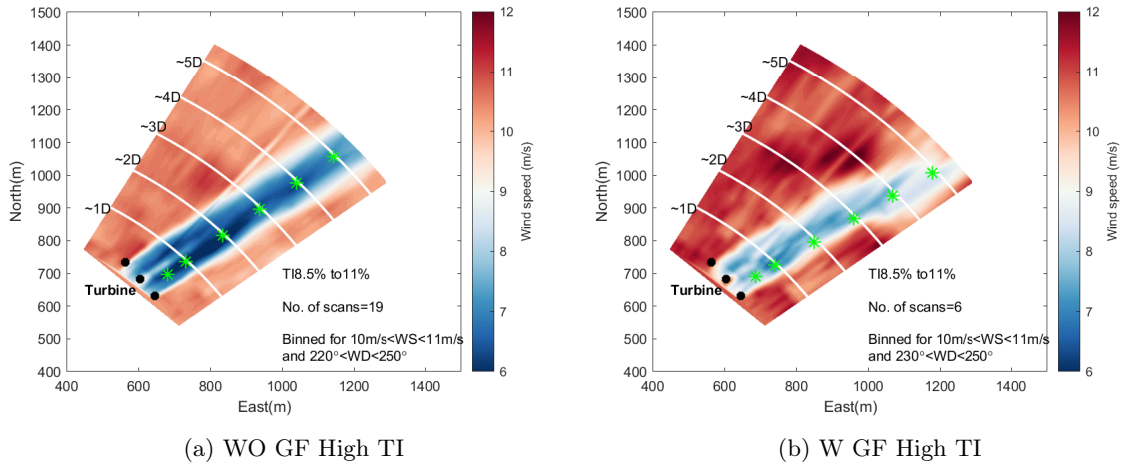 1500
1400
1300
1200
1100
1000
900
800
700
600
500
400
North(m)
400 600 800 1000 1200 1400
East(m)
~5D
~4D
~3D
~2D
~1D
Turbine
TI8.5% to11%
No. of scans=19
Binned for 10m/s<WS<11m/s
and 220°<WD<250°
12
11
10
9
8
7
6
Wind speed (m/s)
(a) WO GF High TI
1500
1400
1300
1200
1100
1000
900
800
700
600
500
400
North(m)
400 600 800 1000 1200 1400
East(m)
~5D
~4D
~3D
~2D
~1D
Turbine
TI8.5% to11%
No. of scans=6
Binned for 10m/s<WS<11m/s
and 230°<WD<250°
12
11
10
9
8
7
6
Wind speed (m/s)
(b) W GF High TI